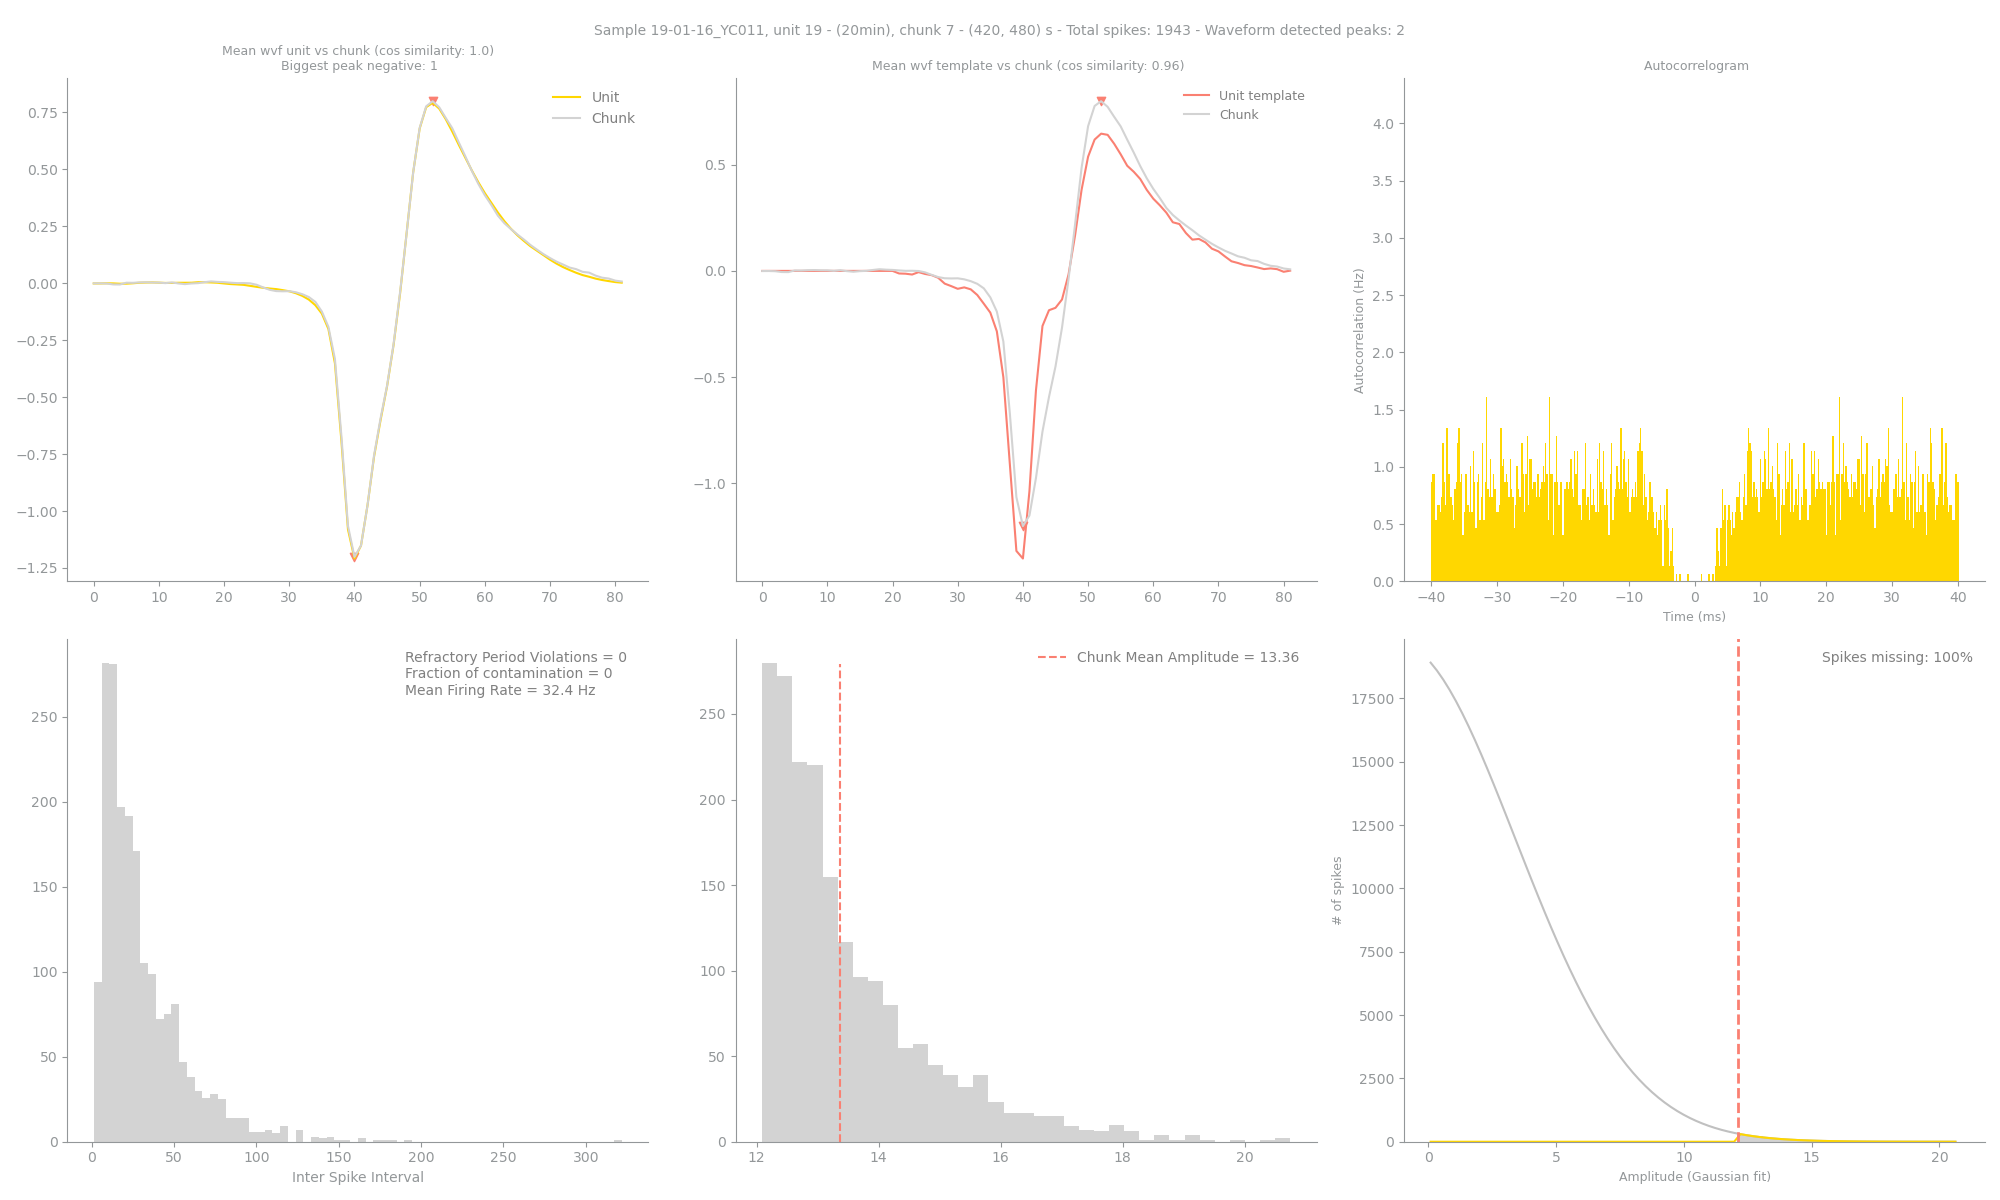 Sample 19-01-16_YC011, unit 19 - (20min), chunk 7 - (420, 480) s - Total spikes: 1943 - Waveform detected peaks: 2
Mean wvf unit vs chunk (cos similarity: 1.0)
Biggest peak negative: 1
Unit
Chunk
0.75
0.50
0.25
0.00
−0.25
−0.50
−0.75
−1.00
−1.25
0 10 20 30 40 50 60 70 80
Mean wvf template vs chunk (cos similarity: 0.96)
Unit template
Chunk
0.5
0.0
−0.5
−1.0
0 10 20 30 40 50 60 70 80
Autocorrelogram
Autocorrelation (Hz)
4.0
3.5
3.0
2.5
2.0
1.5
1.0
0.5
0.0
−40 −30 −20 −10 0 10 20 30 40
Time (ms)
Refractory Period Violations = 0
Fraction of contamination = 0
Mean Firing Rate = 32.4 Hz
250
200
150
100
50
0
0 50 100 150 200 250 300
Inter Spike Interval
Chunk Mean Amplitude = 13.36
250
200
150
100
50
0
12 14 16 18 20
Spikes missing: 100%
# of spikes
17500
15000
12500
10000
7500
5000
2500
0
0 5 10 15 20
Amplitude (Gaussian fit)